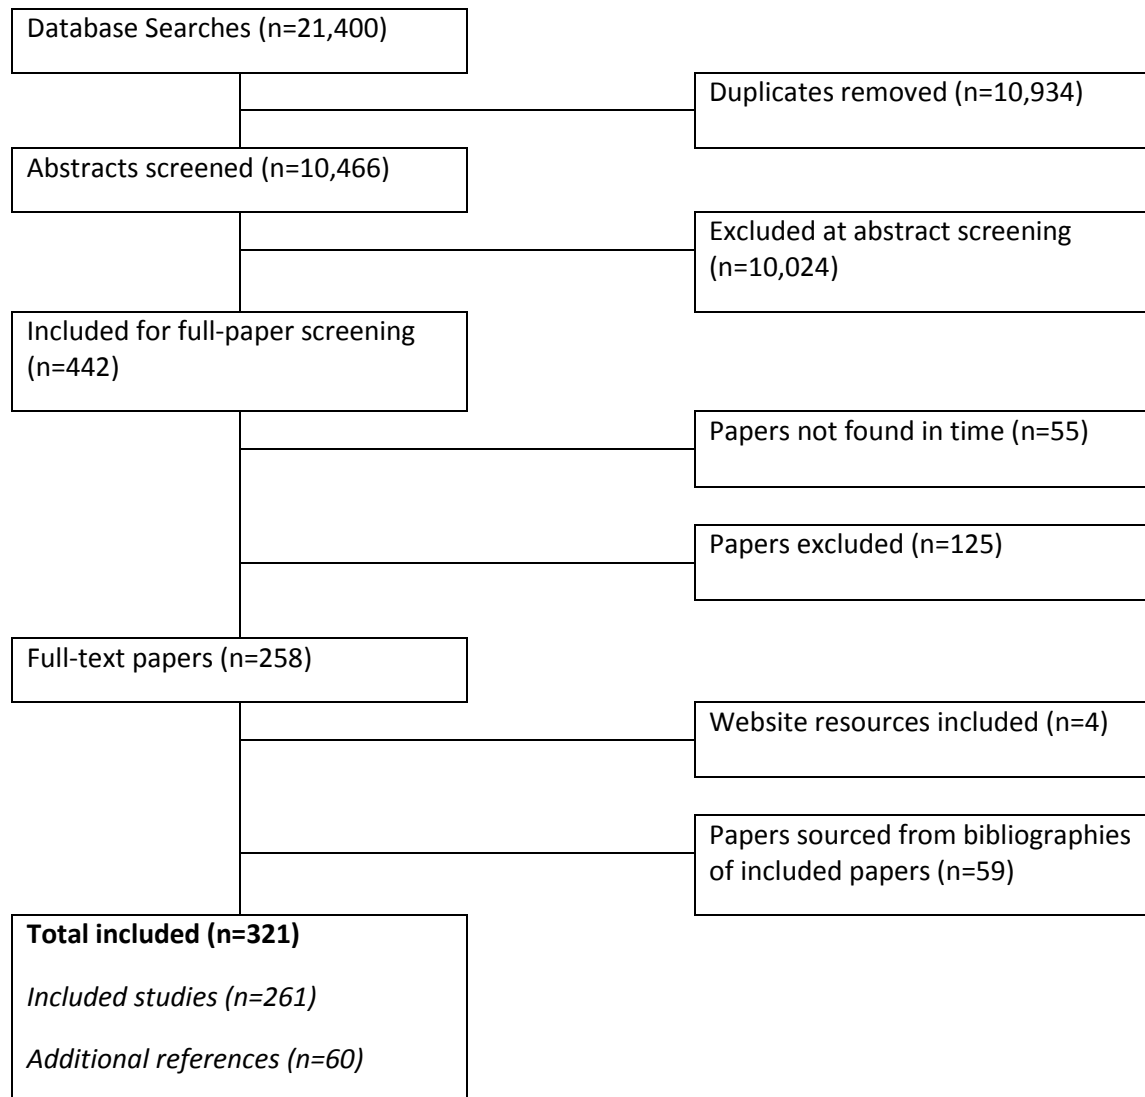 Database Searches (n=21,400)
Duplicates removed (n=10,934)
Abstracts screened (n=10,466)
Excluded at abstract screening
(n=10,024)
Included for full-paper screening
(n=442)
Papers not found in time (n=55)
Papers excluded (n=125)
Full-text papers (n=258)
Website resources included (n=4)
Papers sourced from bibliographies
of included papers (n=59)
Total included (n=321)
Included studies (n=261)
Additional references (n=60)